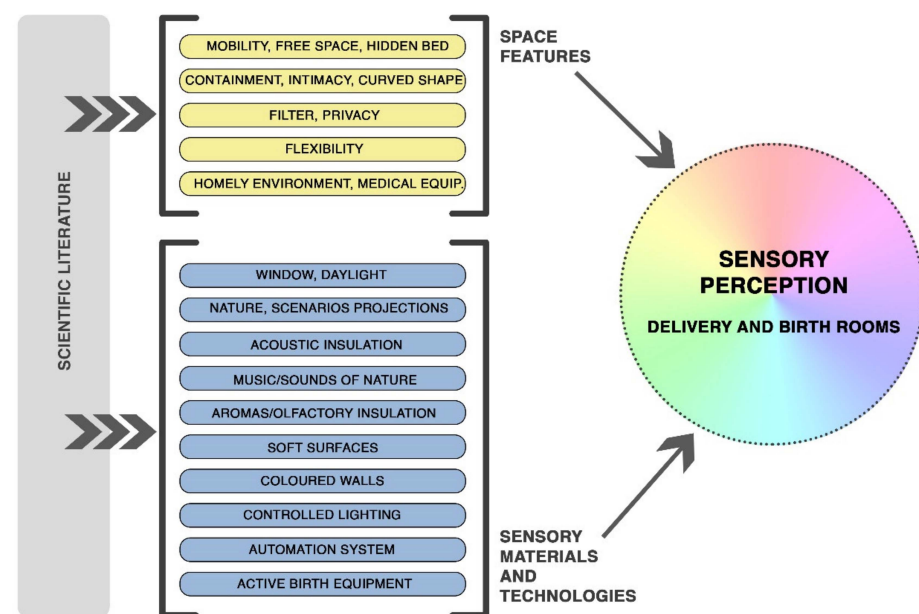 SCIENTIFIC LITERATURE
MOBILITY, FREE SPACE, HIDDEN BED
CONTAINMENT, INTIMACY, CURVED SHAPE
FILTER, PRIVACY
FLEXIBILITY
HOMELY ENVIRONMENT, MEDICAL EQUIP.
SPACE
FEATURES
WINDOW, DAYLIGHT
NATURE, SCENARIOS PROJECTIONS
ACOUSTIC INSULATION
MUSIC/SOUNDS OF NATURE
AROMAS/OLFACTORY INSULATION
SOFT SURFACES
COLOURED WALLS
CONTROLLED LIGHTING
AUTOMATION SYSTEM
ACTIVE BIRTH EQUIPMENT
SENSORY
MATERIALS
AND
TECHNOLOGIES
SENSORY
PERCEPTION
DELIVERY AND BIRTH ROOMS